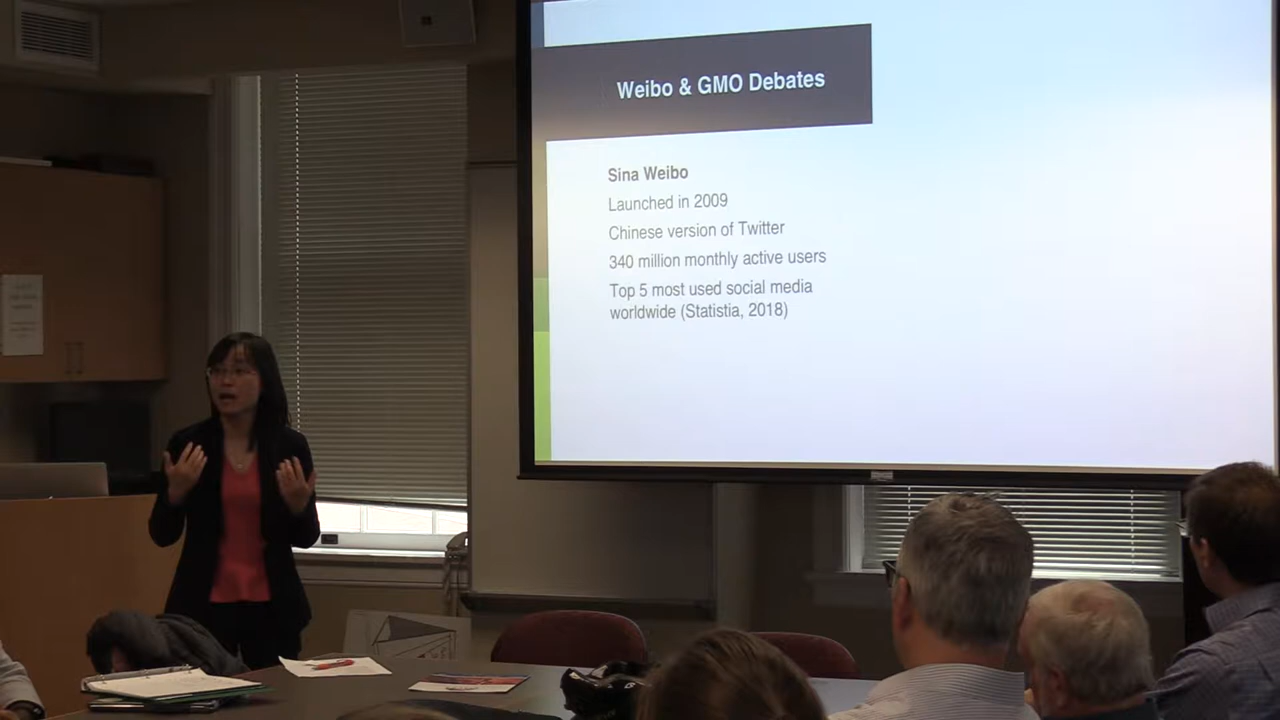 Weibo & GMO Debates
Sina Weibo
Launched in 2009
Chinese version of Twitter
340 million monthly active users
Top 5 most used social media
worldwide (Statistia, 2018)